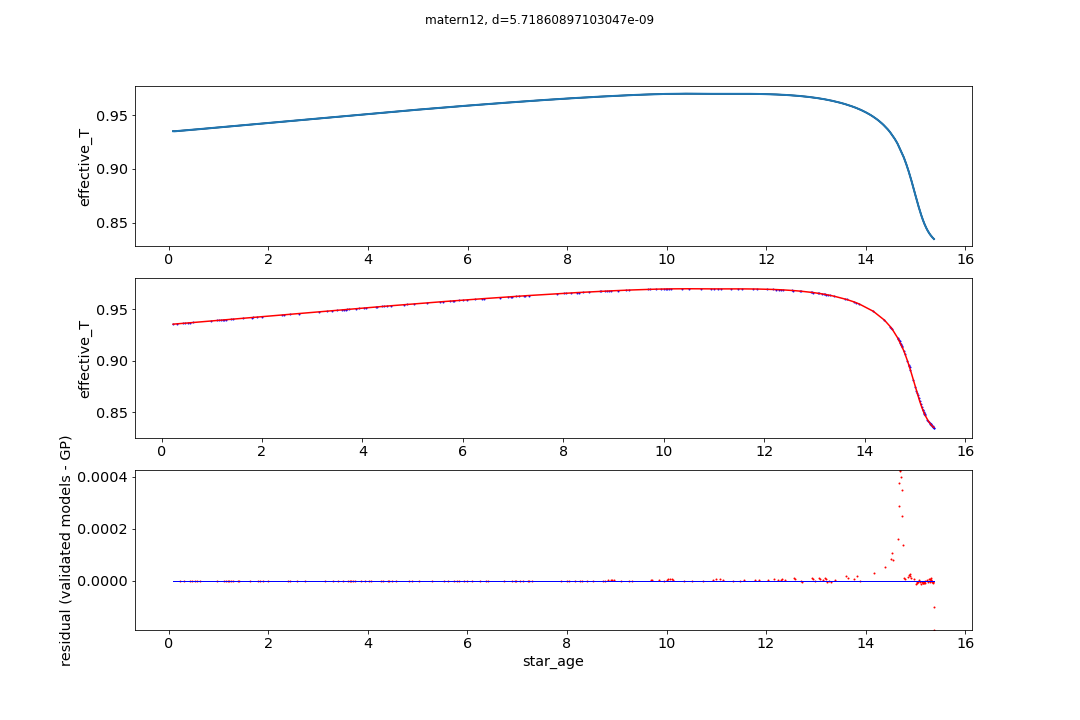 matern12, d=5.71860897103047e-09
effective_T
0.95
0.90
0.85
0 2 4 6 8 10 12 14 16
effective_T
0.95
0.90
0.85
0 2 4 6 8 10 12 14 16
residual (validated models - GP)
0.0004
0.0002
0.0000
0 2 4 6 8 10 12 14 16
star_age